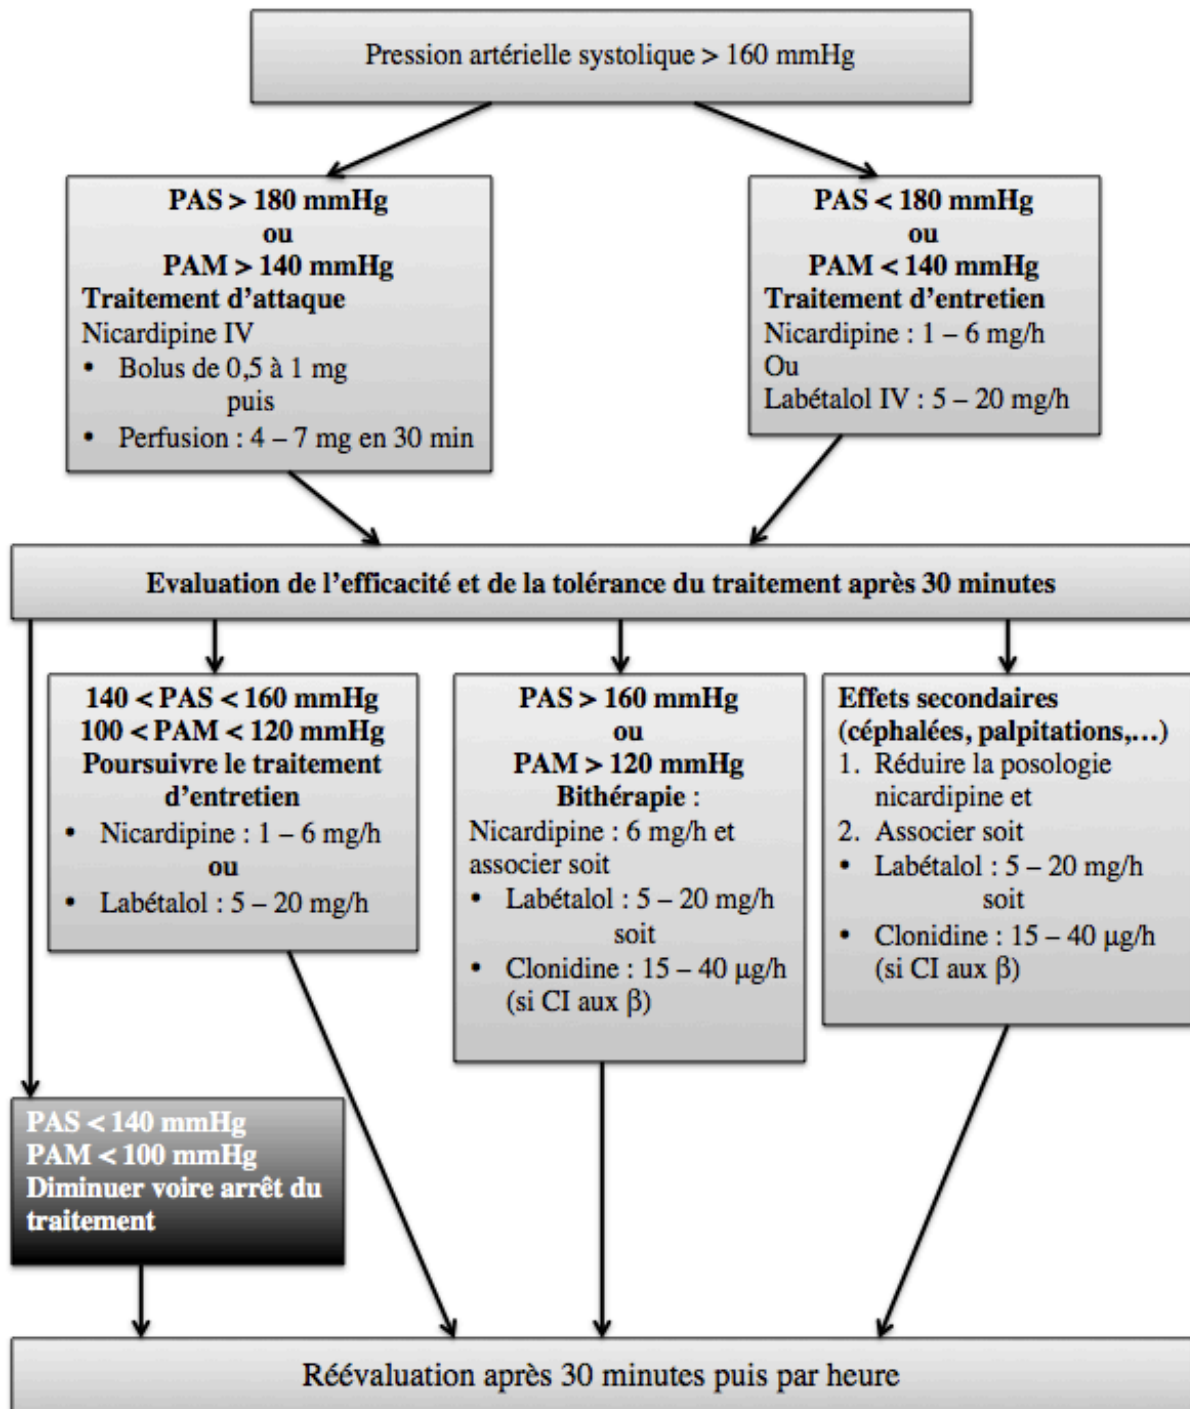 Pression artérielle systolique > 160 mmHg
PAS > 180 mmHg
ou
PAM > 140 mmHg
Traitement d’attaque
Nicardipine IV
• Bolus de 0,5 à 1 mg
puis
• Perfusion : 4 – 7 mg en 30 min
PAS < 180 mmHg
ou
PAM < 140 mmHg
Traitement d’entretien
Nicardipine : 1 – 6 mg/h
Ou
Labétalol IV : 5 – 20 mg/h
Evaluation de l’efficacité et de la tolérance du traitement après 30 minutes
140 < PAS < 160 mmHg
100 < PAM < 120 mmHg
Poursuivre le traitement
d’entretien
• Nicardipine : 1 – 6 mg/h
ou
• Labétalol : 5 – 20 mg/h
PAS > 160 mmHg
ou
PAM > 120 mmHg
Bithérapie :
Nicardipine : 6 mg/h et
associer soit
• Labétalol : 5 – 20 mg/h
soit
• Clonidine : 15 – 40 µg/h
(si CI aux β)
Effets secondaires
(céphalées, palpitations,…)
1. Réduire la posologie
nicardipine et
2. Associer soit
• Labétalol : 5 – 20 mg/h
soit
• Clonidine : 15 – 40 µg/h
(si CI aux β)
PAS < 140 mmHg
PAM < 100 mmHg
Diminuer voire arrêt du
traitement
Réévaluation après 30 minutes puis par heure